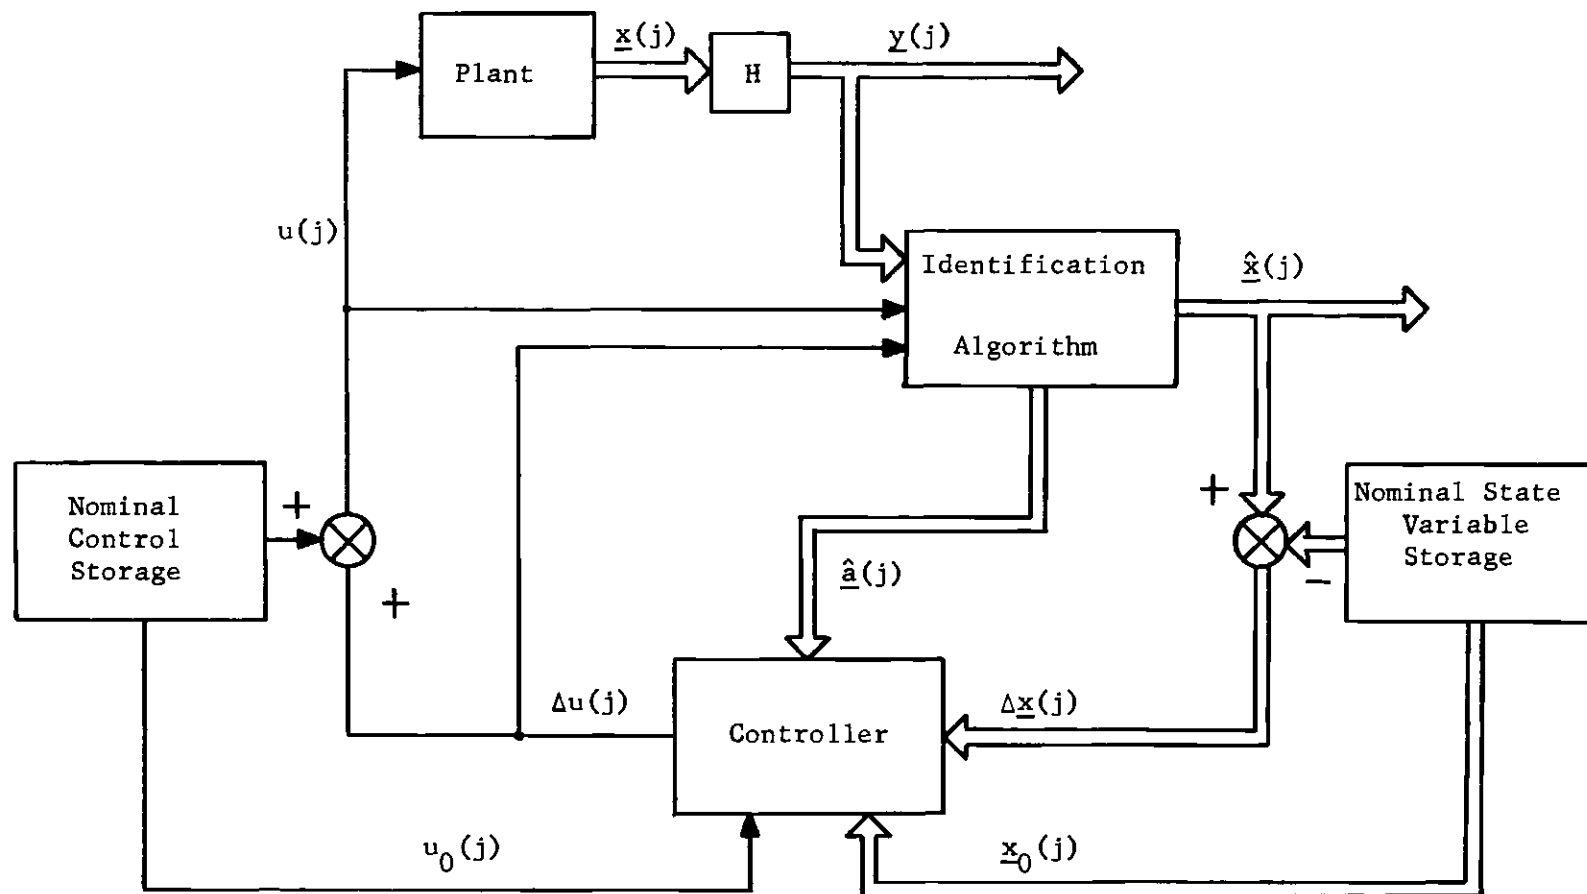 x(j)
y(j)
Plant
H
u(j)
Identification
Algorithm
x̂(j)
Nominal
Control
Storage
+
+
+
−
Nominal State
Variable
Storage
â(j)
Δu(j)
Controller
Δx(j)
u₀(j)
x₀(j)